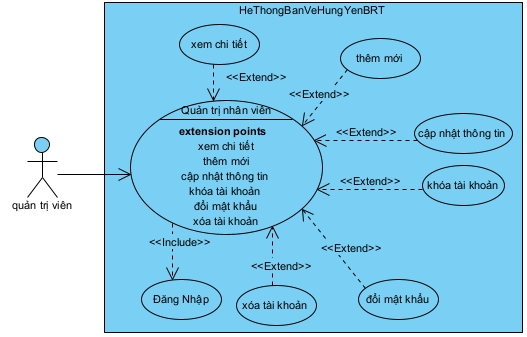 HeThongBanVeHungYenBRT
xem chi tiết
thêm mới
<<Extend>>
<<Extend>>
Quản trị nhân viên
extension points
xem chi tiết
thêm mới
cập nhật thông tin
khóa tài khoản
đổi mật khẩu
xóa tài khoản
<<Extend>>
cập nhật thông tin
<<Extend>>
khóa tài khoản
quản trị viên
<<Include>>
<<Extend>>
<<Extend>>
Đăng Nhập
xóa tài khoản
đổi mật khẩu